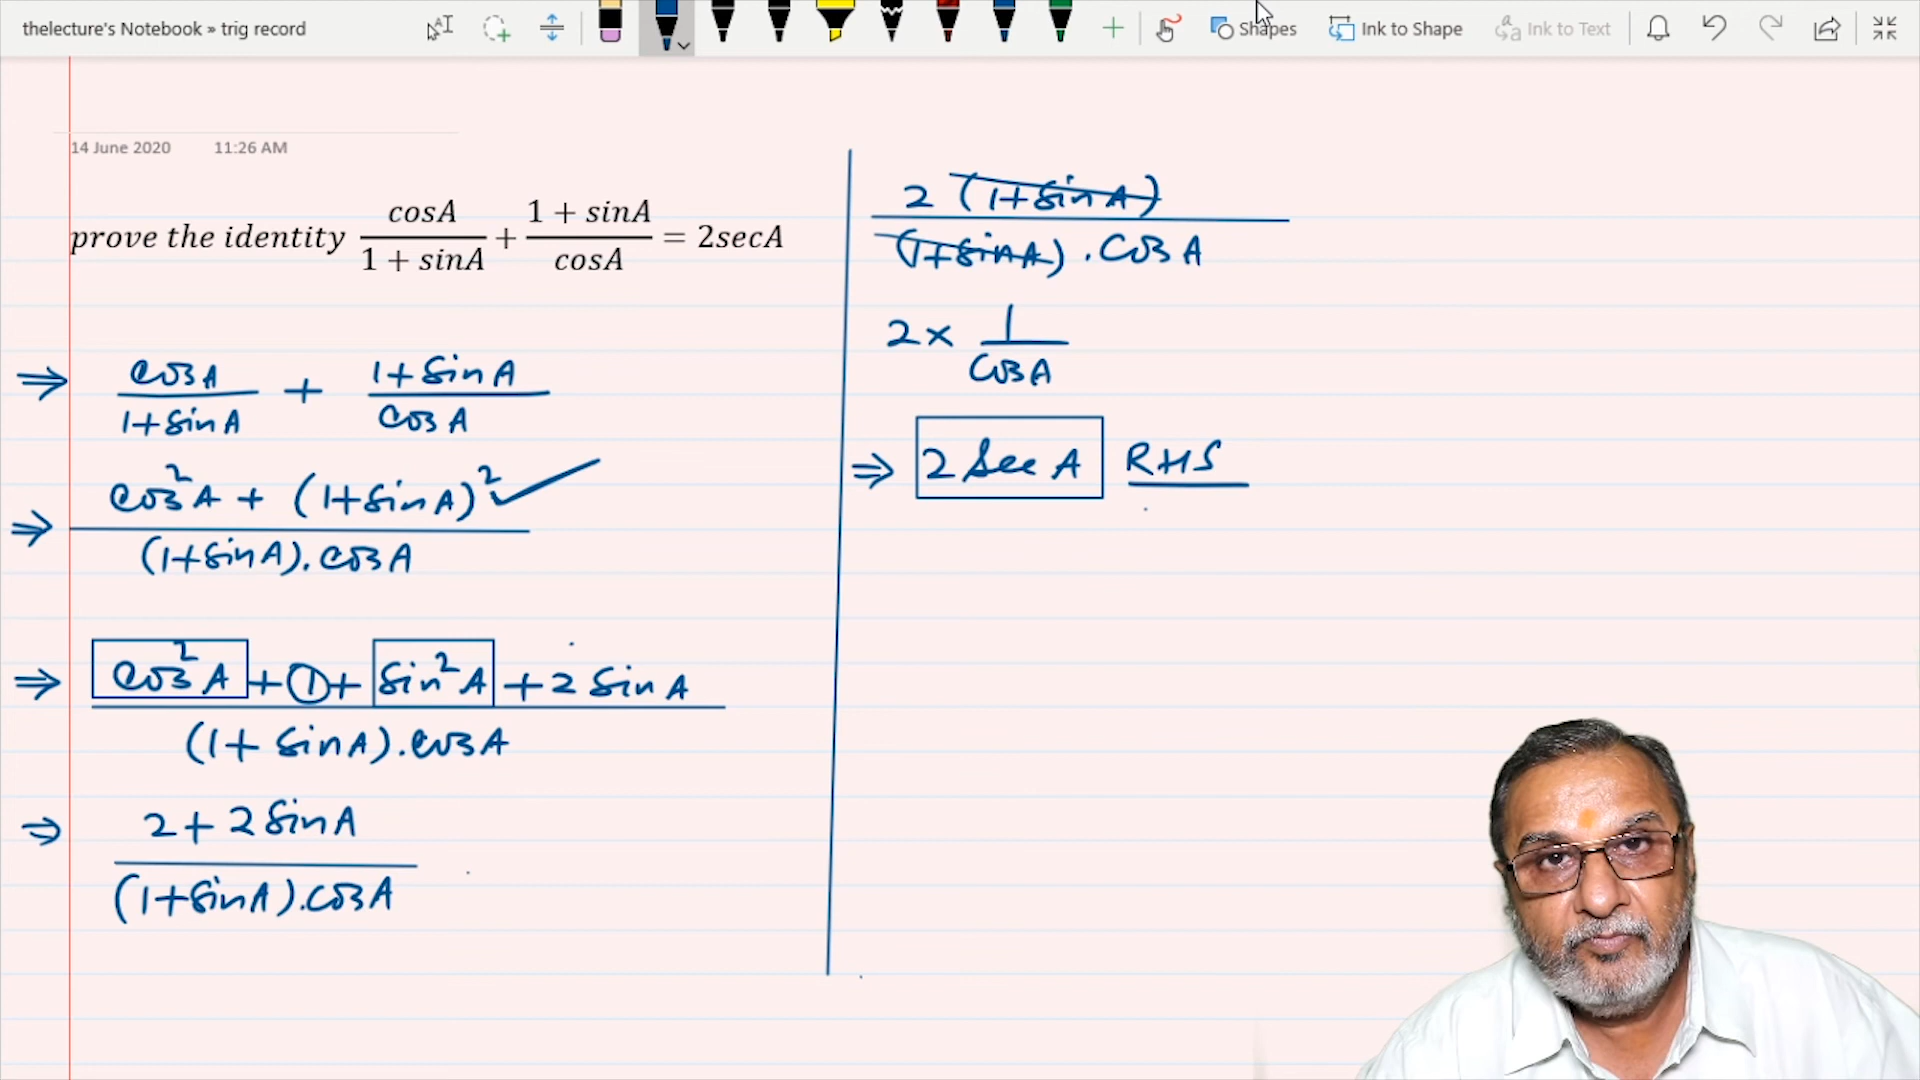 thelecture's Notebook » trig record
Shapes Ink to Shape Ink to Text
14 June 2020 11:26 AM
prove the identity cosA/(1 + sinA) + (1 + sinA)/cosA = 2secA
⇒ cosA/(1+sinA) + (1+sinA)/cosA
⇒ (cos²A + (1+sinA)²)/((1+sinA).cosA)
⇒ (cos²A + 1 + sin²A + 2 sinA)/((1+sinA).cosA)
⇒ (2+2sinA)/((1+sinA).cosA)
2(1+sinA)/((1+sinA).cosA)
2 × 1/cosA
⇒ 2 sec A RHS